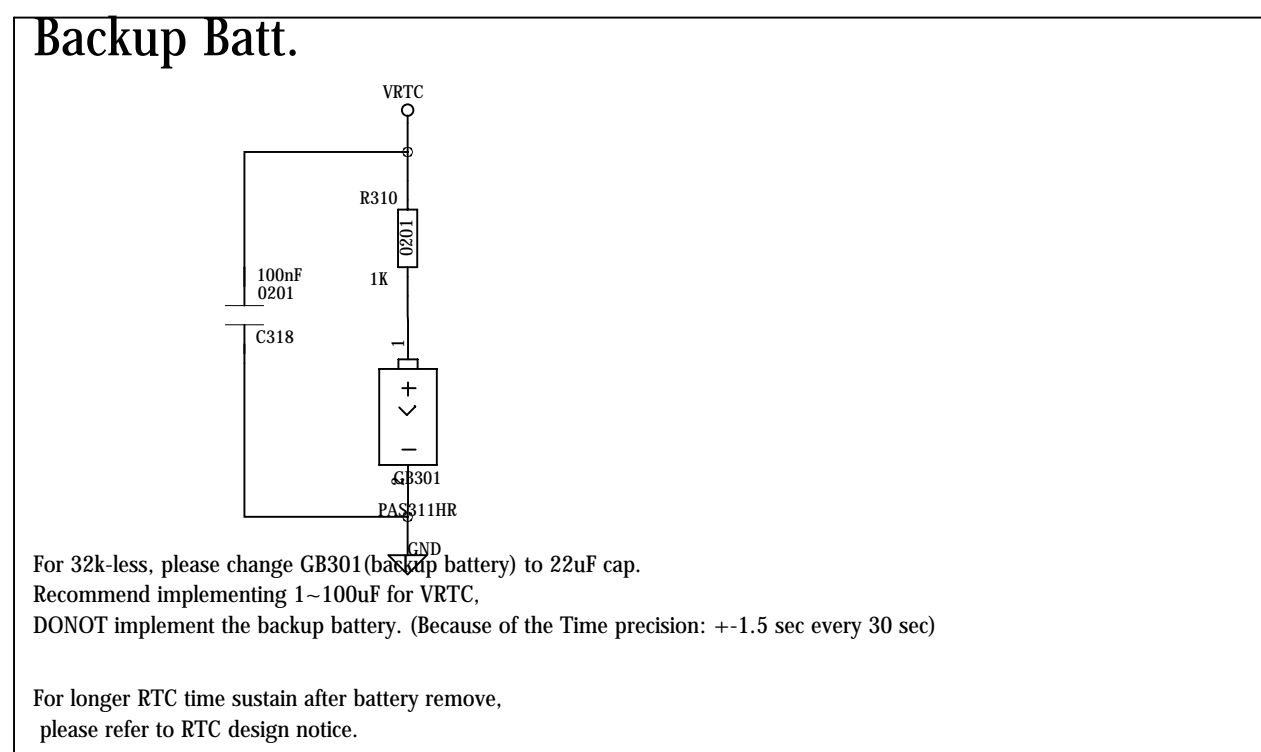 Backup Batt.
VRTC
R310
0201
1K
100nF
0201
C318
1
+
−
2
GB301
PAS311HR
GND
For 32k-less, please change GB301(backup battery) to 22uF cap.
Recommend implementing 1~100uF for VRTC,
DONOT implement the backup battery. (Because of the Time precision: +-1.5 sec every 30 sec)
For longer RTC time sustain after battery remove,
please refer to RTC design notice.